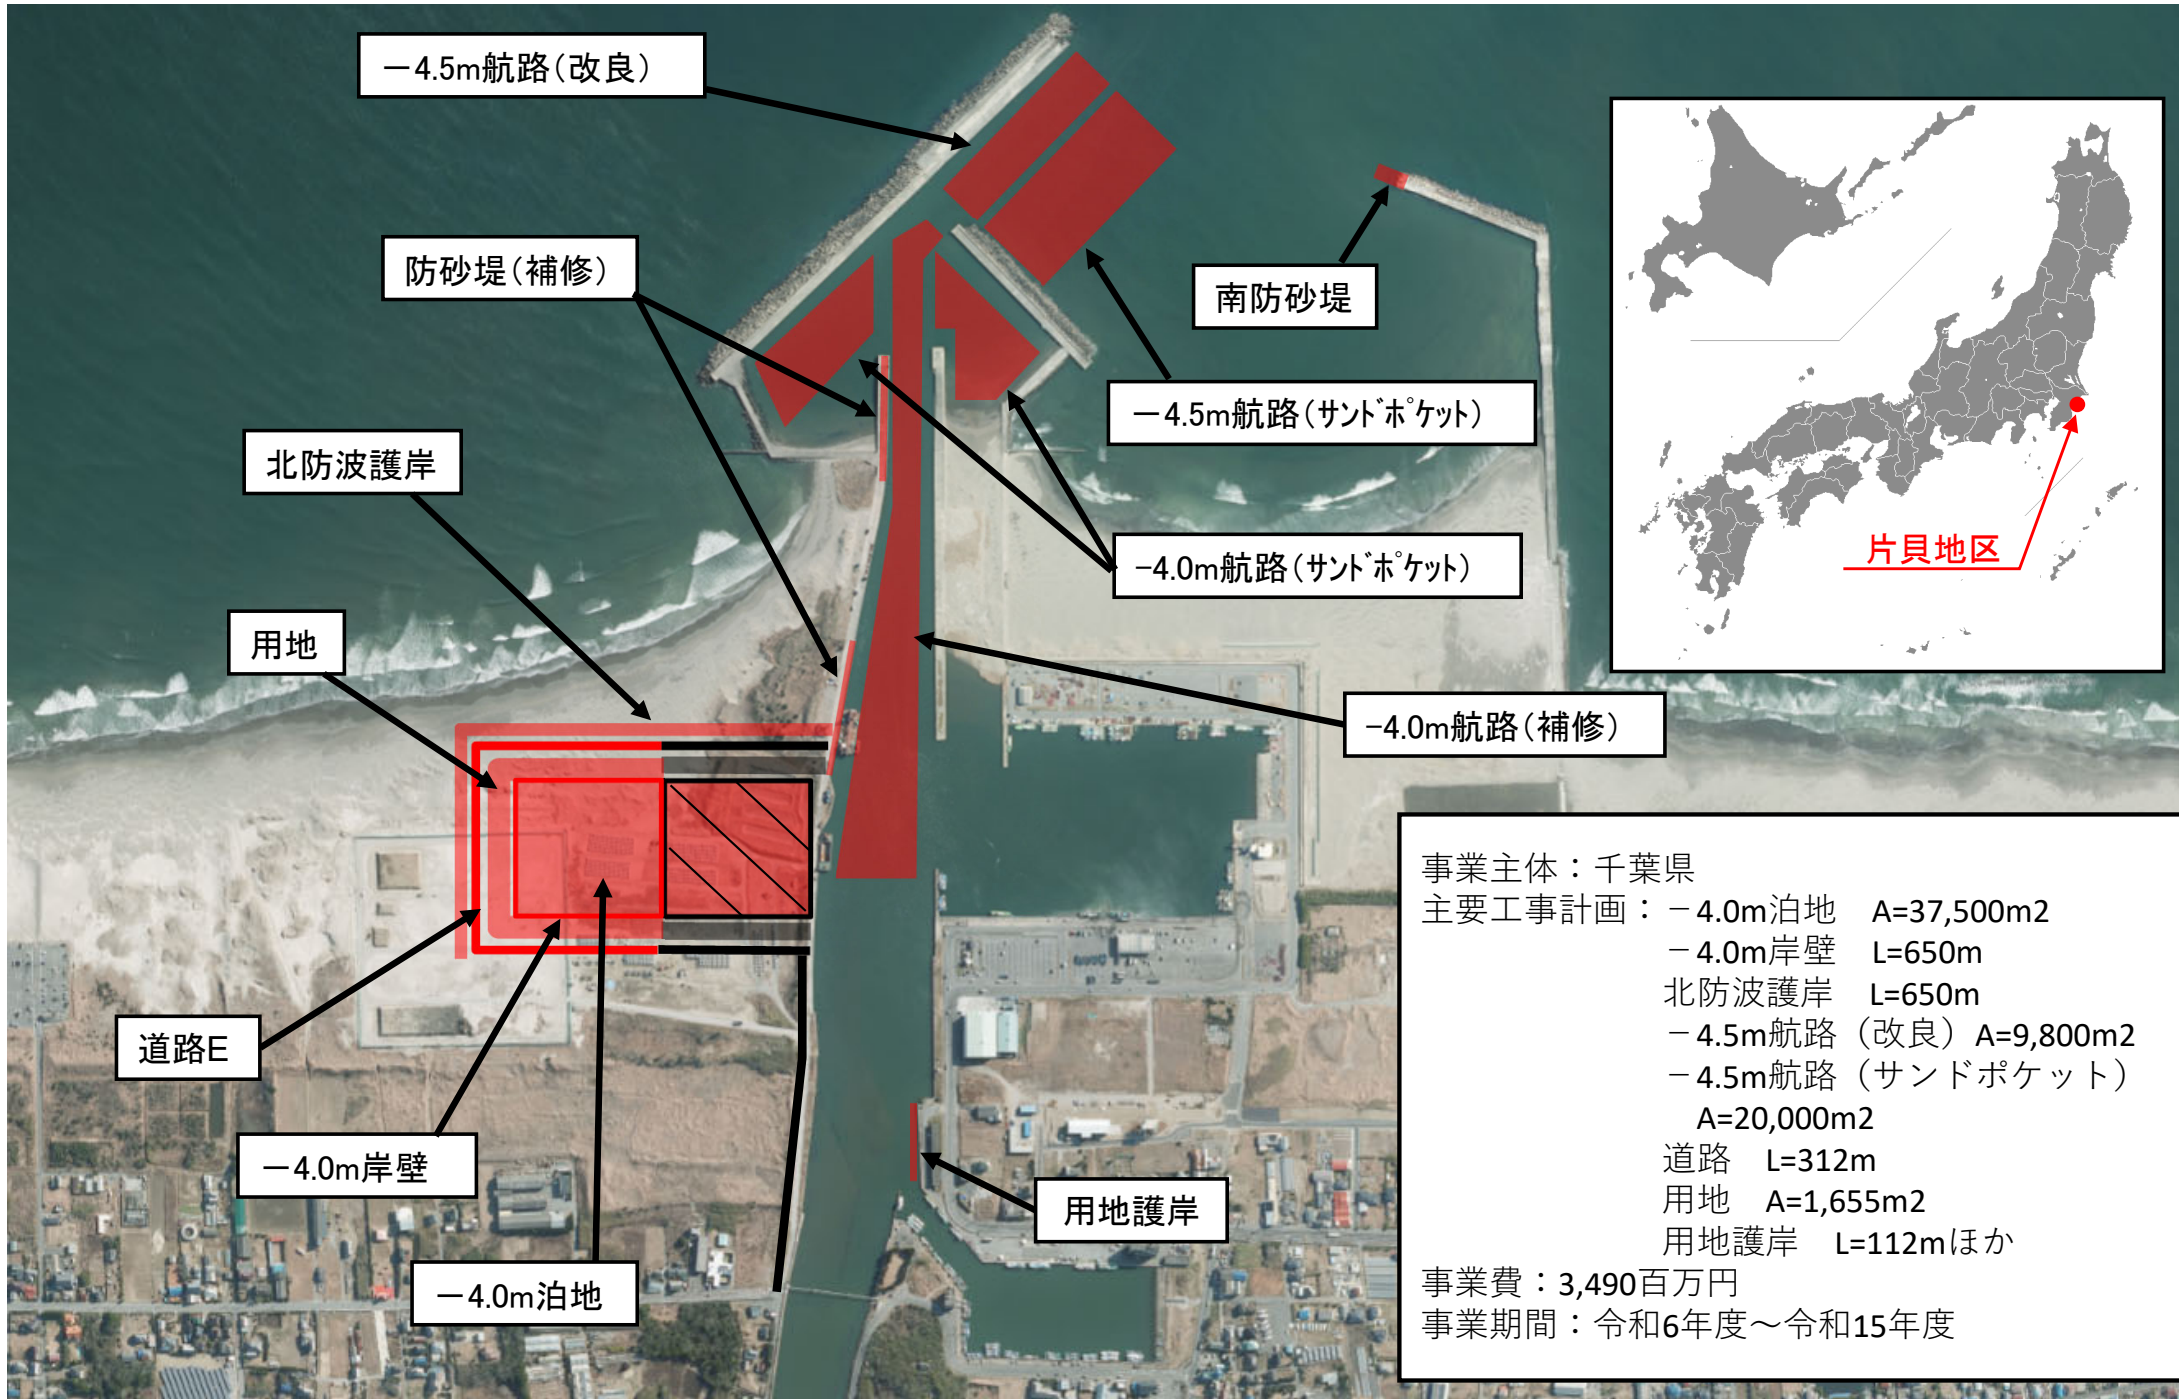 －4.5m航路（改良）
防砂堤（補修）
南防砂堤
－4.5m航路（サンドポケット）
北防波護岸
-4.0m航路（サンドポケット）
片貝地区
用地
-4.0m航路（補修）
道路E
－4.0m岸壁
用地護岸
－4.0m泊地
事業主体：千葉県
主要工事計画：－4.0m泊地　A=37,500m2
－4.0m岸壁　L=650m
北防波護岸　L=650m
－4.5m航路（改良）A=9,800m2
－4.5m航路（サンドポケット）
A=20,000m2
道路　L=312m
用地　A=1,655m2
用地護岸　L=112mほか
事業費：3,490百万円
事業期間：令和6年度～令和15年度